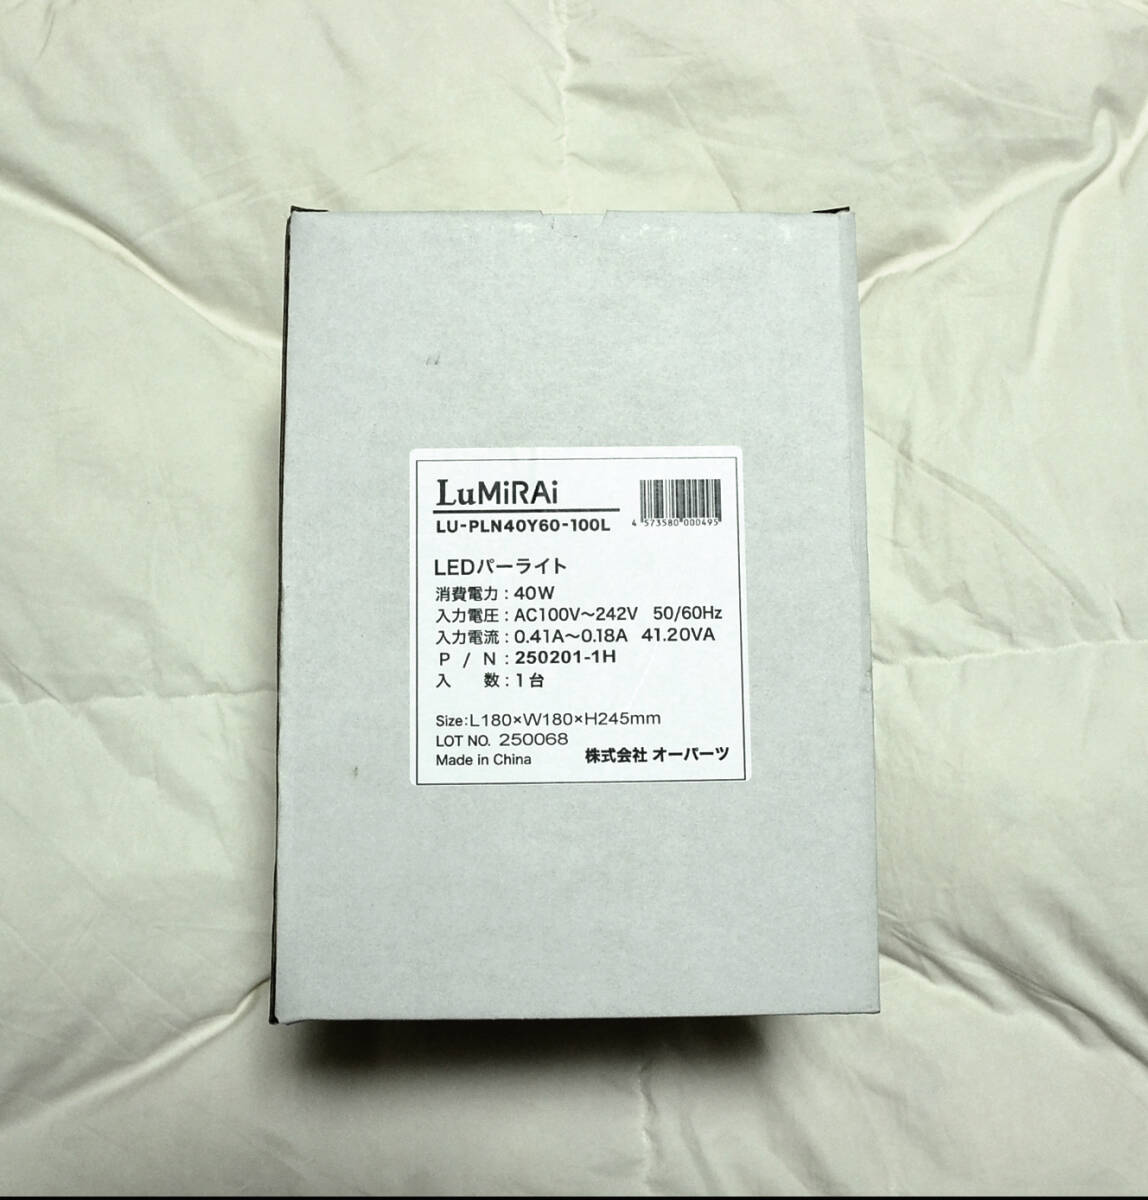 LuMiRAi
LU-PLN40Y60-100L
4 573580 000495
LEDパーライト
消費電力 : 40W
入力電圧 : AC100V～242V 50/60Hz
入力電流 : 0.41A～0.18A 41.20VA
P / N : 250201-1H
入 数 : 1台
Size: L180×W180×H245mm
LOT NO. 250068
Made in China
株式会社 オーパーツ